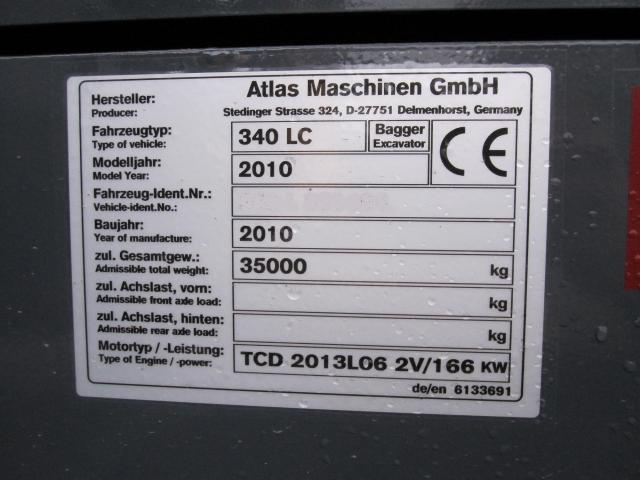 Hersteller: Atlas Maschinen GmbH
Producer: Stedinger Strasse 324, D-27751 Delmenhorst, Germany
Fahrzeugtyp: 340 LC Bagger CE
Type of vehicle: Excavator
Modelljahr: 2010
Model Year:
Fahrzeug-Ident.Nr.:
Vehicle-ident.No.:
Baujahr: 2010
Year of manufacture:
zul. Gesamtgew.: 35000 kg
Admissible total weight:
zul. Achslast, vorn: kg
Admissible front axle load:
zul. Achslast, hinten: kg
Admissible rear axle load:
Motortyp / -Leistung: TCD 2013L06 2V/166 KW
Type of Engine / -power:
de/en 6133691